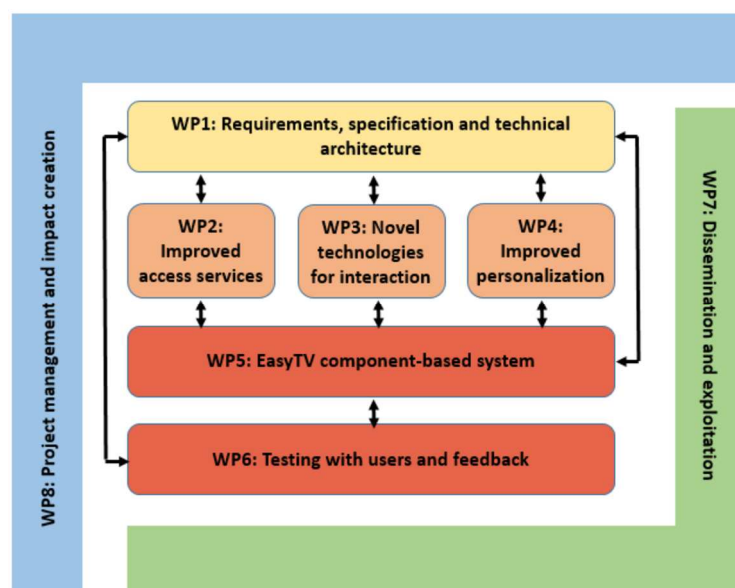 WP8: Project management and impact creation
WP1: Requirements, specification and technical
architecture
WP2:
Improved
access services
WP3: Novel
technologies
for interaction
WP4:
Improved
personalization
WP5: EasyTV component-based system
WP6: Testing with users and feedback
WP7: Dissemination
and exploitation